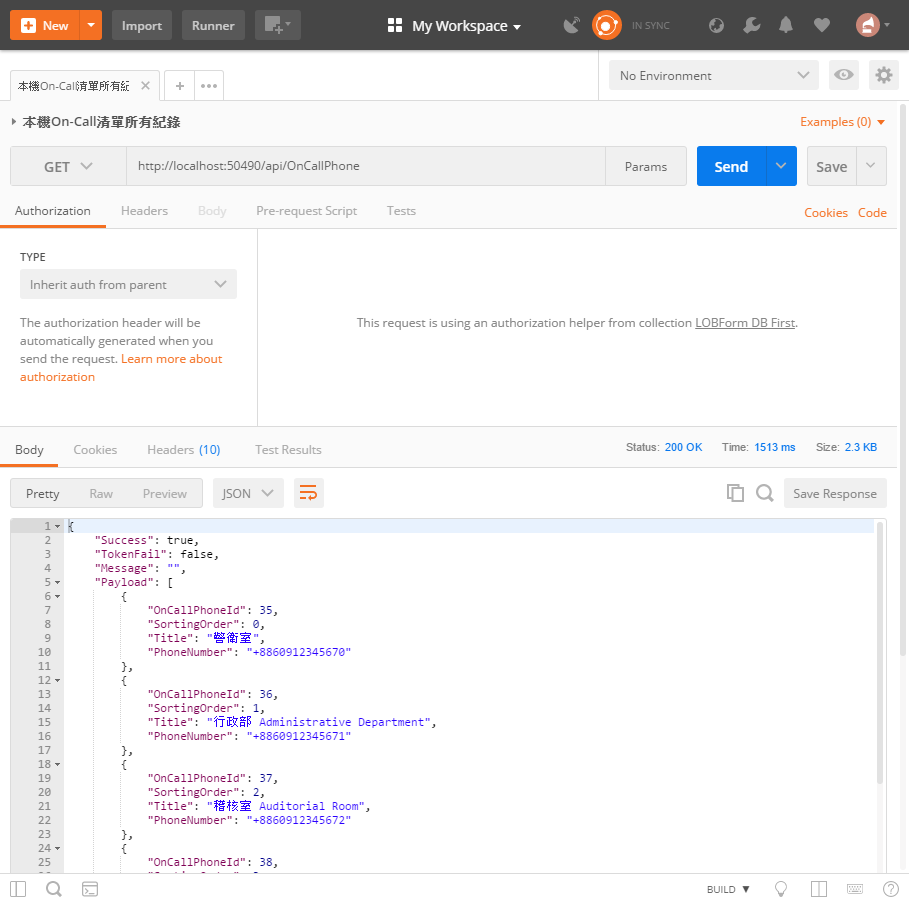 New Import Runner My Workspace IN SYNC
本機On-Call清單所有紀 No Environment
本機On-Call清單所有紀錄 Examples (0)
GET http://localhost:50490/api/OnCallPhone Params Send Save
Authorization Headers Body Pre-request Script Tests Cookies Code
TYPE
Inherit auth from parent
The authorization header will be
automatically generated when you
send the request. Learn more about
authorization
This request is using an authorization helper from collection LOBForm DB First.
Body Cookies Headers (10) Test Results Status: 200 OK Time: 1513 ms Size: 2.3 KB
Pretty Raw Preview JSON Save Response
1 {
2 "Success": true,
3 "TokenFail": false,
4 "Message": "",
5 "Payload": [
6 {
7 "OnCallPhoneId": 35,
8 "SortingOrder": 0,
9 "Title": "警衛室",
10 "PhoneNumber": "+8860912345670"
11 },
12 {
13 "OnCallPhoneId": 36,
14 "SortingOrder": 1,
15 "Title": "行政部 Administrative Department",
16 "PhoneNumber": "+8860912345671"
17 },
18 {
19 "OnCallPhoneId": 37,
20 "SortingOrder": 2,
21 "Title": "稽核室 Auditorial Room",
22 "PhoneNumber": "+8860912345672"
23 },
24 {
25 "OnCallPhoneId": 38,
BUILD